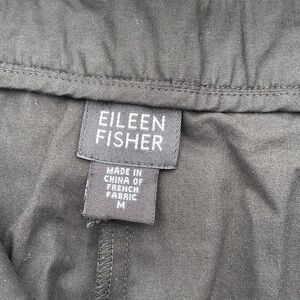 EILEEN
FISHER
MADE IN
CHINA OF
FRENCH
FABRIC
M